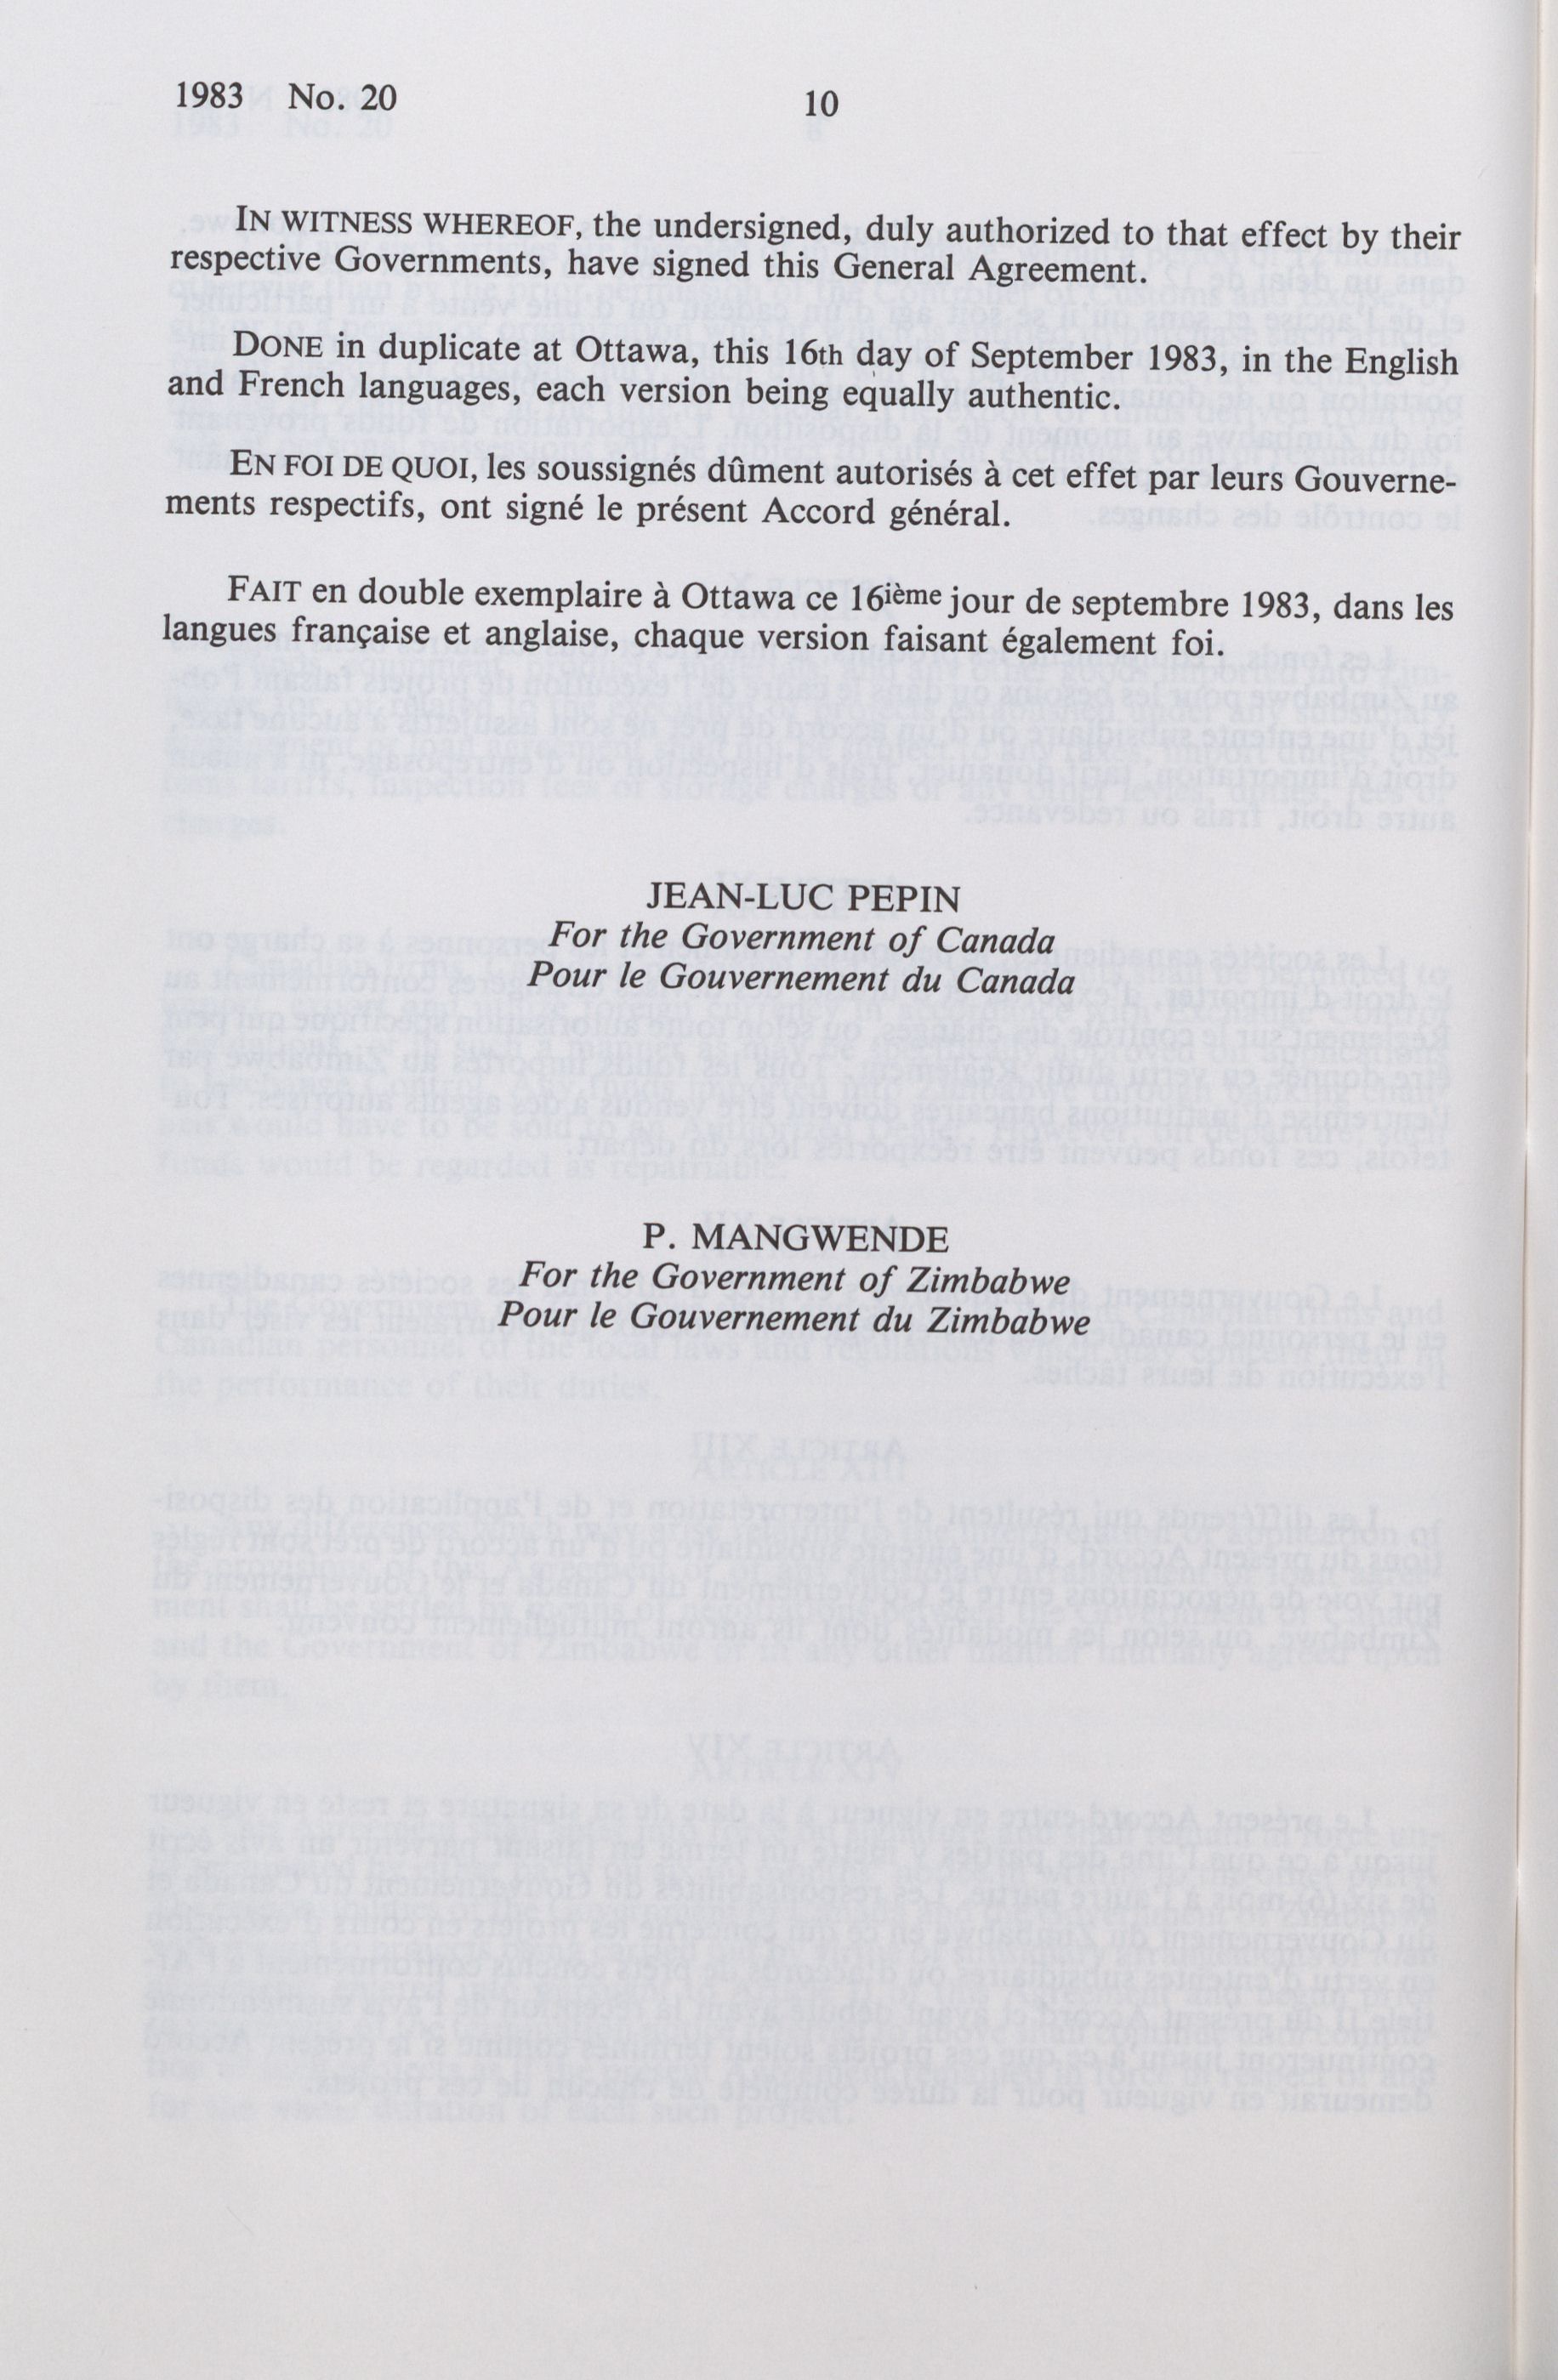 1983 No. 20
10
IN WITNESS WHEREOF, the undersigned, duly authorized to that effect by their
respective Governments, have signed this General Agreement.
DONE in duplicate at Ottawa, this 16th day of September 1983, in the English
and French languages, each version being equally authentic.
EN FOI DE QUOI, les soussignés dûment autorisés à cet effet par leurs Gouverne-
ments respectifs, ont signé le présent Accord général.
FAIT en double exemplaire à Ottawa ce 16ième jour de septembre 1983, dans les
langues française et anglaise, chaque version faisant également foi.
JEAN-LUC PEPIN
For the Government of Canada
Pour le Gouvernement du Canada
P. MANGWENDE
For the Government of Zimbabwe
Pour le Gouvernement du Zimbabwe